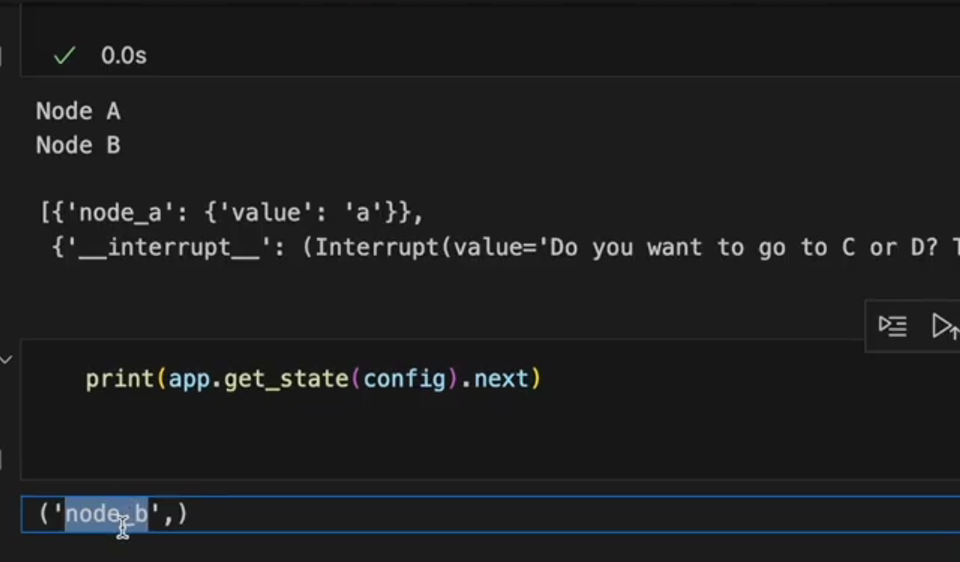 0.0s
Node A
Node B
[{'node_a': {'value': 'a'}},
{'__interrupt__': (Interrupt(value='Do you want to go to C or D? T
print(app.get_state(config).next)
('node_b',)